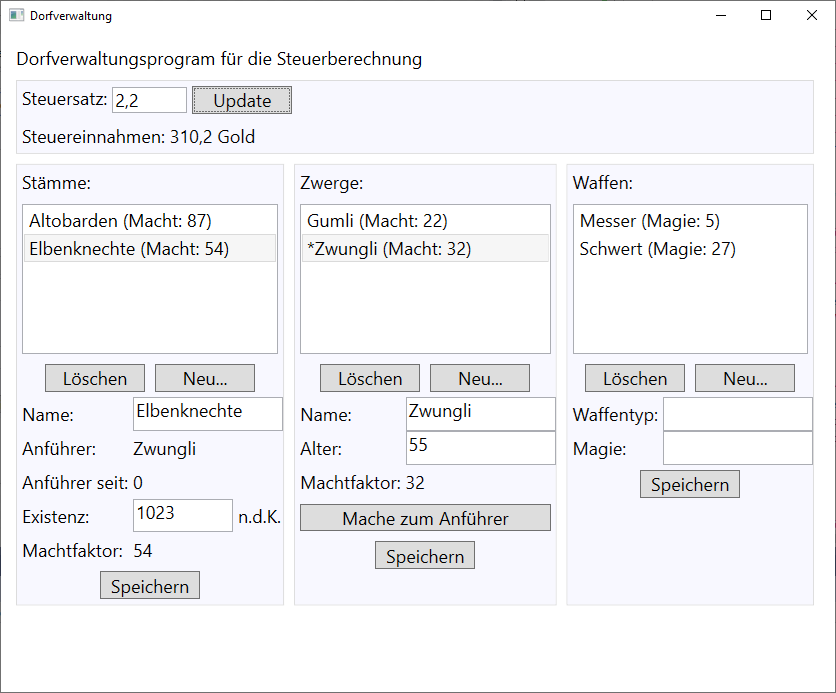 Dorfverwaltung
Dorfverwaltungsprogram für die Steuerberechnung
Steuersatz: 2,2 Update
Steuereinnahmen: 310,2 Gold
Stämme:
Altobarden (Macht: 87)
Elbenknechte (Macht: 54)
Löschen Neu...
Name: Elbenknechte
Anführer: Zwungli
Anführer seit: 0
Existenz: 1023 n.d.K.
Machtfaktor: 54
Speichern
Zwerge:
Gumli (Macht: 22)
*Zwungli (Macht: 32)
Löschen Neu...
Name: Zwungli
Alter: 55
Machtfaktor: 32
Mache zum Anführer
Speichern
Waffen:
Messer (Magie: 5)
Schwert (Magie: 27)
Löschen Neu...
Waffentyp:
Magie:
Speichern